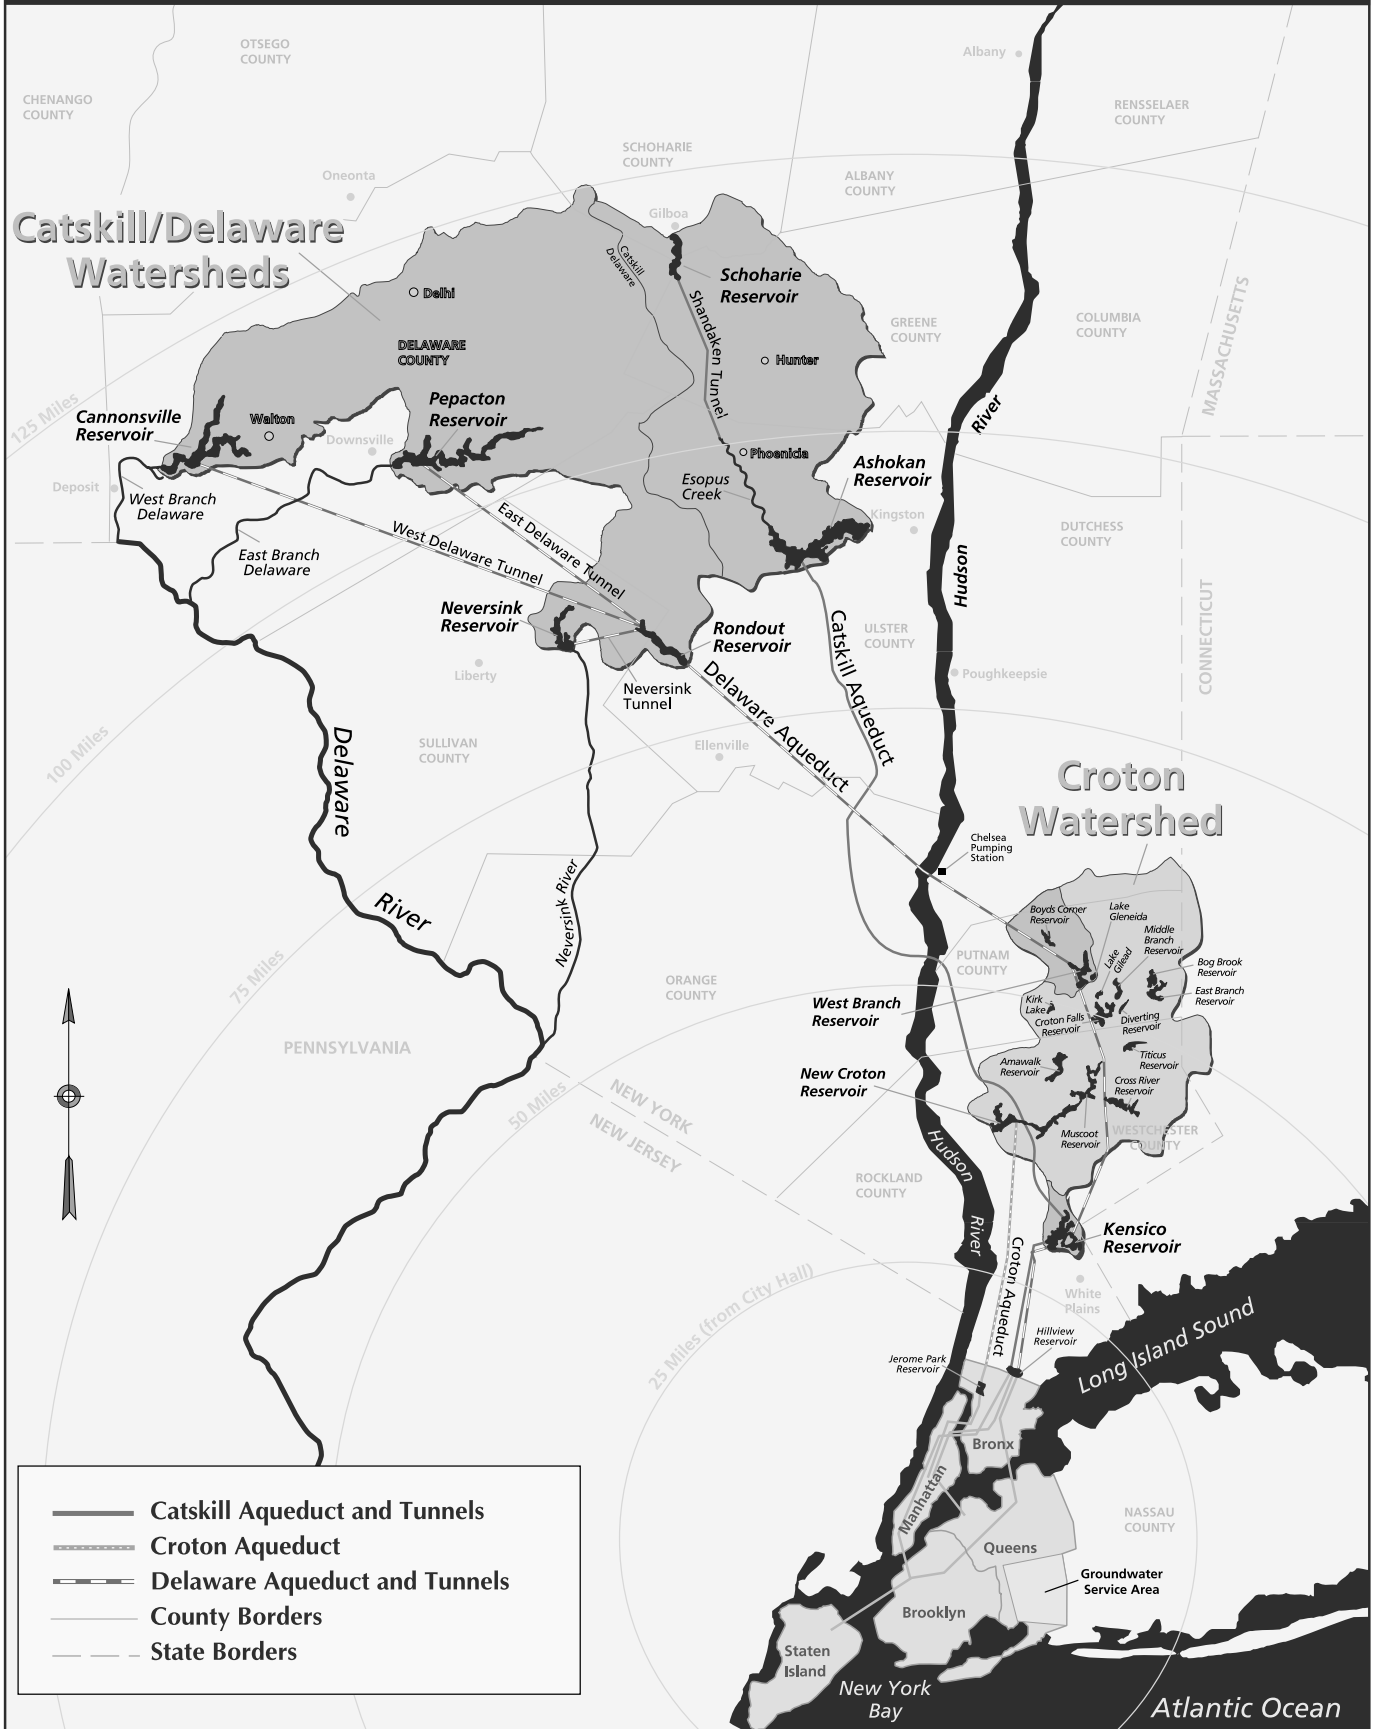 OTSEGO
COUNTY
Albany
CHENANGO
COUNTY
RENSSELAER
COUNTY
SCHOHARIE
COUNTY
ALBANY
COUNTY
Oneonta
Gilboa
Catskill/Delaware
Watersheds
Catskill
Delaware
Schoharie
Reservoir
Delhi
Shandaken Tunnel
GREENE
COUNTY
COLUMBIA
COUNTY
MASSACHUSETTS
DELAWARE
COUNTY
Hunter
125 Miles
Cannonsville
Reservoir
Walton
Pepacton
Reservoir
Downsville
River
Phoenicia
Ashokan
Reservoir
Esopus
Creek
Deposit
West Branch
Delaware
Kingston
DUTCHESS
COUNTY
East Delaware Tunnel
West Delaware Tunnel
East Branch
Delaware
Hudson
Neversink
Reservoir
Rondout
Reservoir
Catskill Aqueduct
ULSTER
COUNTY
CONNECTICUT
Liberty
Neversink
Tunnel
Delaware Aqueduct
Poughkeepsie
100 Miles
SULLIVAN
COUNTY
Ellenville
Delaware
Croton
Watershed
Chelsea
Pumping
Station
River
Neversink River
75 Miles
Boyds Corner
Reservoir
Lake
Gleneida
Middle
Branch
Reservoir
Lake
Gilead
Bog Brook
Reservoir
East Branch
Reservoir
PUTNAM
COUNTY
ORANGE
COUNTY
West Branch
Reservoir
Kirk
Lake
Croton Falls
Reservoir
Diverting
Reservoir
PENNSYLVANIA
Titicus
Reservoir
Amawalk
Reservoir
New Croton
Reservoir
Cross River
Reservoir
50 Miles
NEW YORK
NEW JERSEY
Muscoot
Reservoir
WESTCHESTER
COUNTY
Hudson
River
ROCKLAND
COUNTY
Kensico
Reservoir
Croton Aqueduct
25 Miles (from City Hall)
White
Plains
Hillview
Reservoir
Jerome Park
Reservoir
Long Island Sound
Bronx
Manhattan
NASSAU
COUNTY
Queens
Groundwater
Service Area
Brooklyn
Staten
Island
New York
Bay
Atlantic Ocean
Catskill Aqueduct and Tunnels
Croton Aqueduct
Delaware Aqueduct and Tunnels
County Borders
State Borders